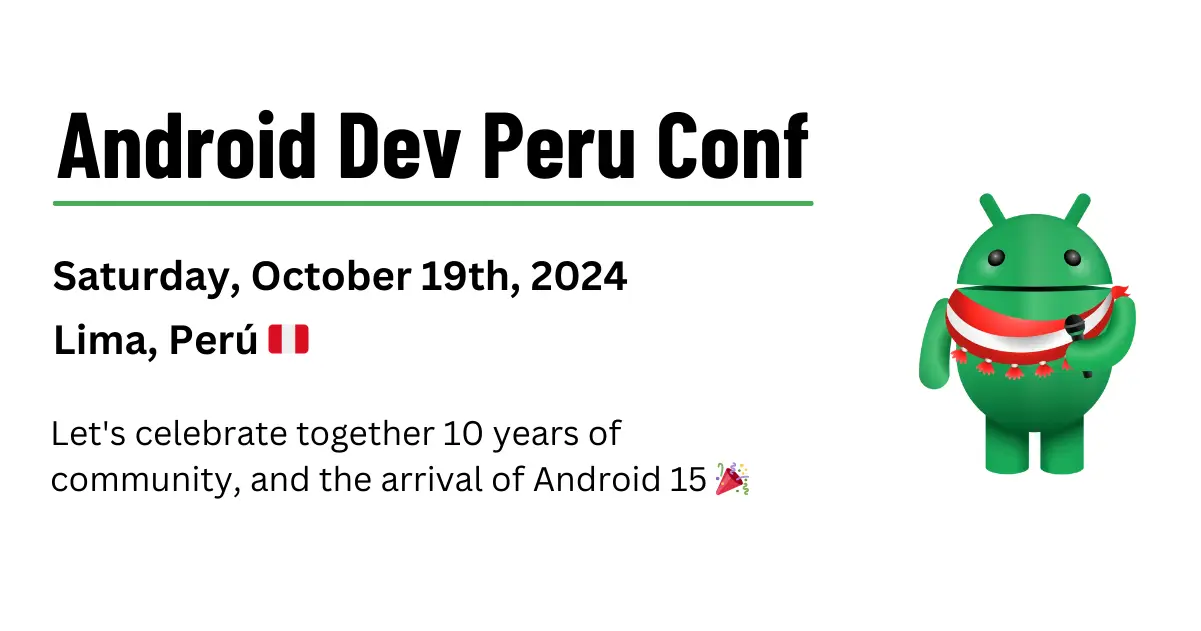 Android Dev Peru Conf
Saturday, October 19th, 2024
Lima, Perú 🇵🇪
Let's celebrate together 10 years of
community, and the arrival of Android 15 🎉